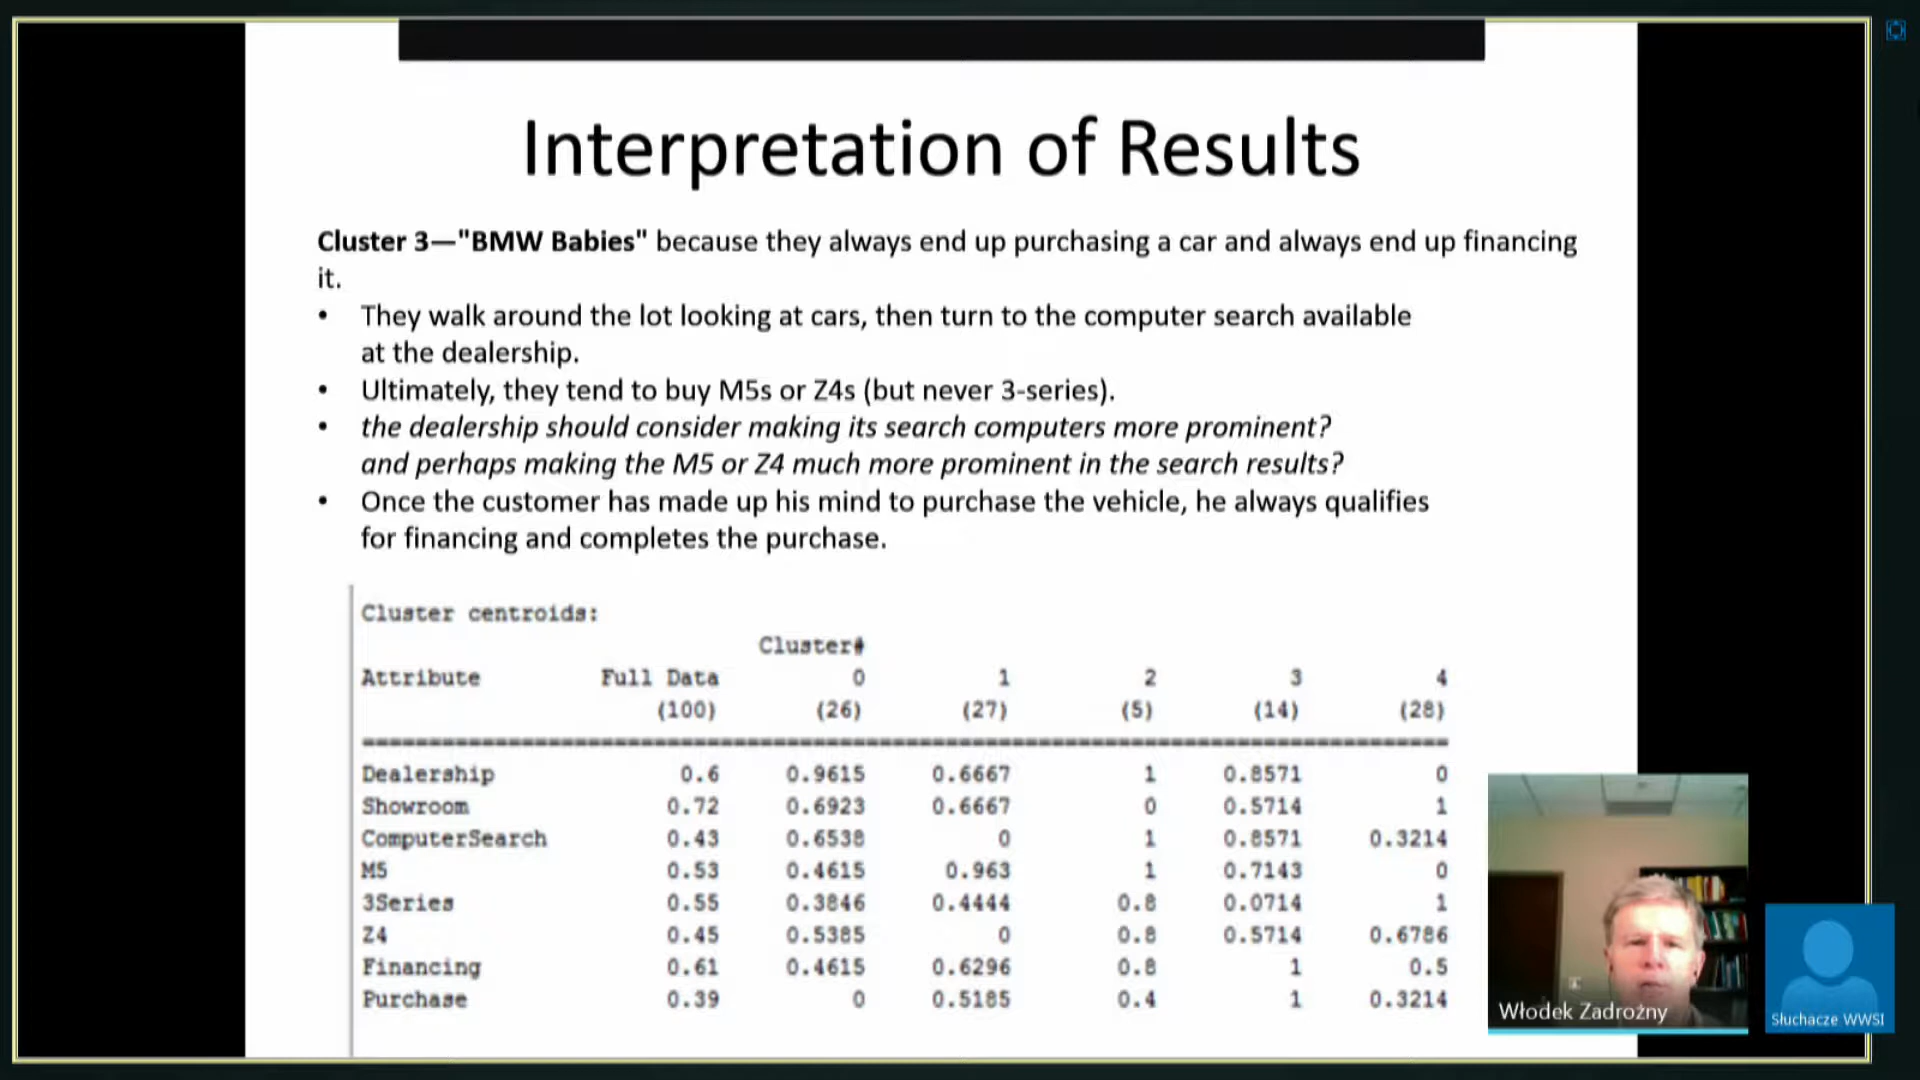 Interpretation of Results
Cluster 3—"BMW Babies" because they always end up purchasing a car and always end up financing
it.
• They walk around the lot looking at cars, then turn to the computer search available
at the dealership.
• Ultimately, they tend to buy M5s or Z4s (but never 3-series).
• the dealership should consider making its search computers more prominent?
and perhaps making the M5 or Z4 much more prominent in the search results?
• Once the customer has made up his mind to purchase the vehicle, he always qualifies
for financing and completes the purchase.
Cluster centroids:
Cluster#
Attribute Full Data 0 1 2 3 4
(100) (26) (27) (5) (14) (28)
==========================================================================
Dealership 0.6 0.9615 0.6667 1 0.8571 0
Showroom 0.72 0.6923 0.6667 0 0.5714 1
ComputerSearch 0.43 0.6538 0 1 0.8571 0.3214
M5 0.53 0.4615 0.963 1 0.7143 0
3Series 0.55 0.3846 0.4444 0.8 0.0714 1
Z4 0.45 0.5385 0 0.8 0.5714 0.6786
Financing 0.61 0.4615 0.6296 0.8 1 0.5
Purchase 0.39 0 0.5185 0.4 1 0.3214
Włodek Zadrożny
Słuchacze WWSI